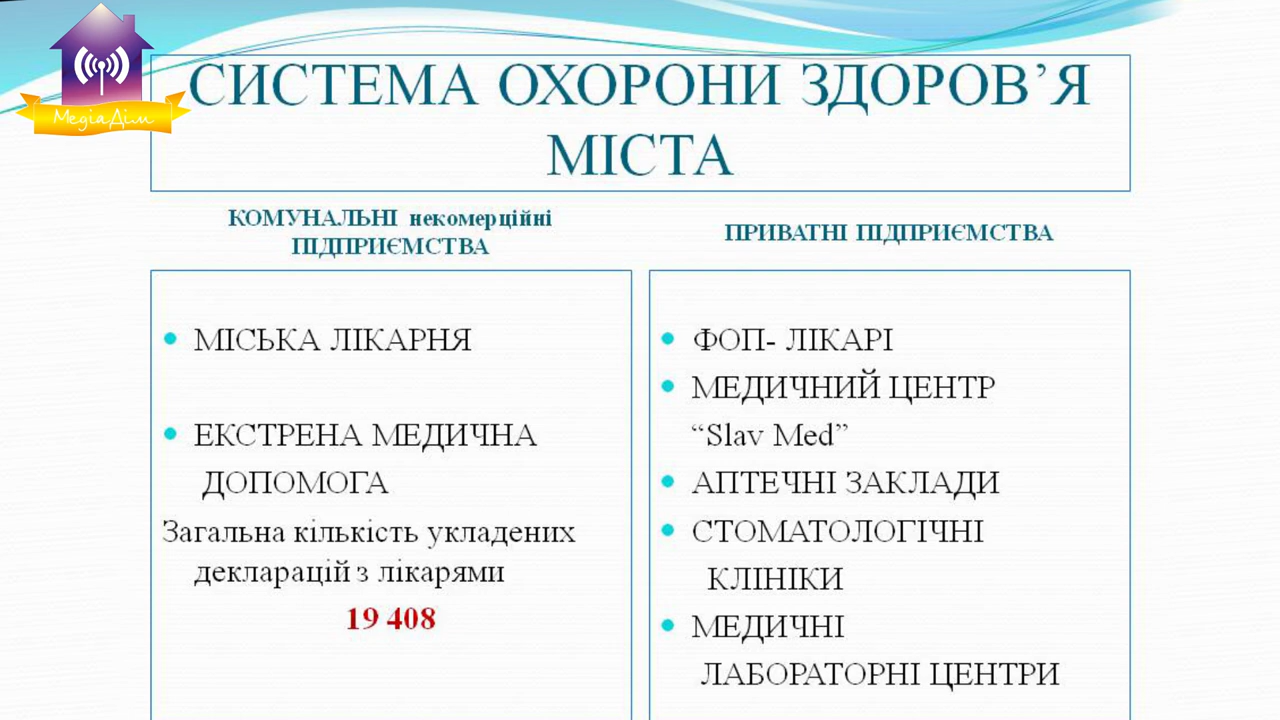 МедіаДім
СИСТЕМА ОХОРОНИ ЗДОРОВ’Я
МІСТА
КОМУНАЛЬНІ некомерційні
ПІДПРИЄМСТВА
МІСЬКА ЛІКАРНЯ
ЕКСТРЕНА МЕДИЧНА
ДОПОМОГА
Загальна кількість укладених
декларацій з лікарями
19 408
ПРИВАТНІ ПІДПРИЄМСТВА
ФОП- ЛІКАРІ
МЕДИЧНИЙ ЦЕНТР
“Slav Med”
АПТЕЧНІ ЗАКЛАДИ
СТОМАТОЛОГІЧНІ
КЛІНІКИ
МЕДИЧНІ
ЛАБОРАТОРНІ ЦЕНТРИ